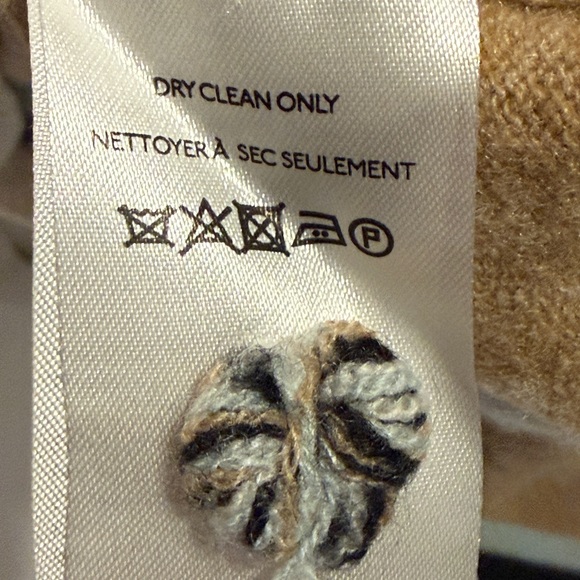 DRY CLEAN ONLY
NETTOYER À SEC SEULEMENT
P